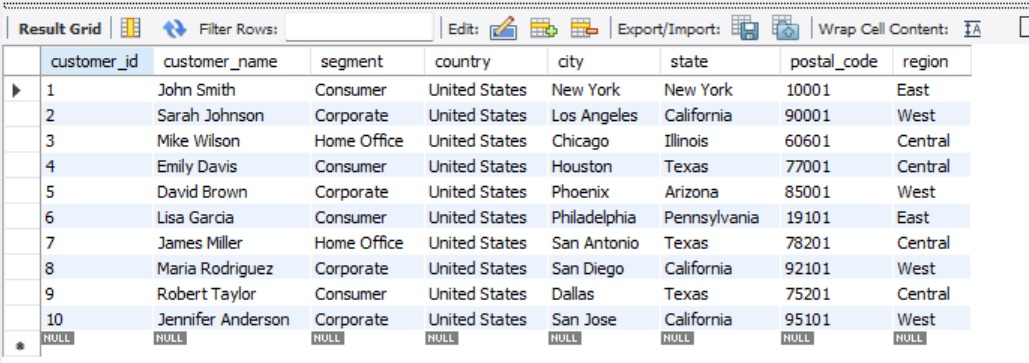 Result Grid Filter Rows: Edit: Export/Import: Wrap Cell Content: IA
customer_id customer_name segment country city state postal_code region
1 John Smith Consumer United States New York New York 10001 East
2 Sarah Johnson Corporate United States Los Angeles California 90001 West
3 Mike Wilson Home Office United States Chicago Illinois 60601 Central
4 Emily Davis Consumer United States Houston Texas 77001 Central
5 David Brown Corporate United States Phoenix Arizona 85001 West
6 Lisa Garcia Consumer United States Philadelphia Pennsylvania 19101 East
7 James Miller Home Office United States San Antonio Texas 78201 Central
8 Maria Rodriguez Corporate United States San Diego California 92101 West
9 Robert Taylor Consumer United States Dallas Texas 75201 Central
10 Jennifer Anderson Corporate United States San Jose California 95101 West
NULL NULL NULL NULL NULL NULL NULL NULL